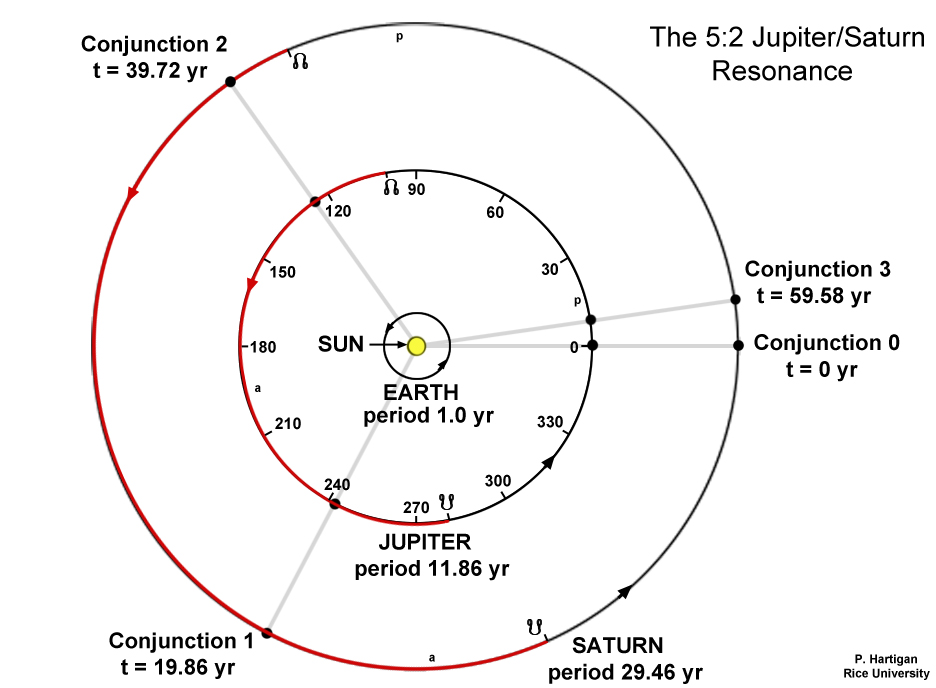 The 5:2 Jupiter/Saturn
Resonance
Conjunction 2
t = 39.72 yr
p
☊
☊
90
120
60
150
30
Conjunction 3
t = 59.58 yr
p
SUN
180
0
Conjunction 0
t = 0 yr
a
EARTH
period 1.0 yr
210
330
240
300
270
☋
JUPITER
period 11.86 yr
☋
Conjunction 1
t = 19.86 yr
a
SATURN
period 29.46 yr
P. Hartigan
Rice University